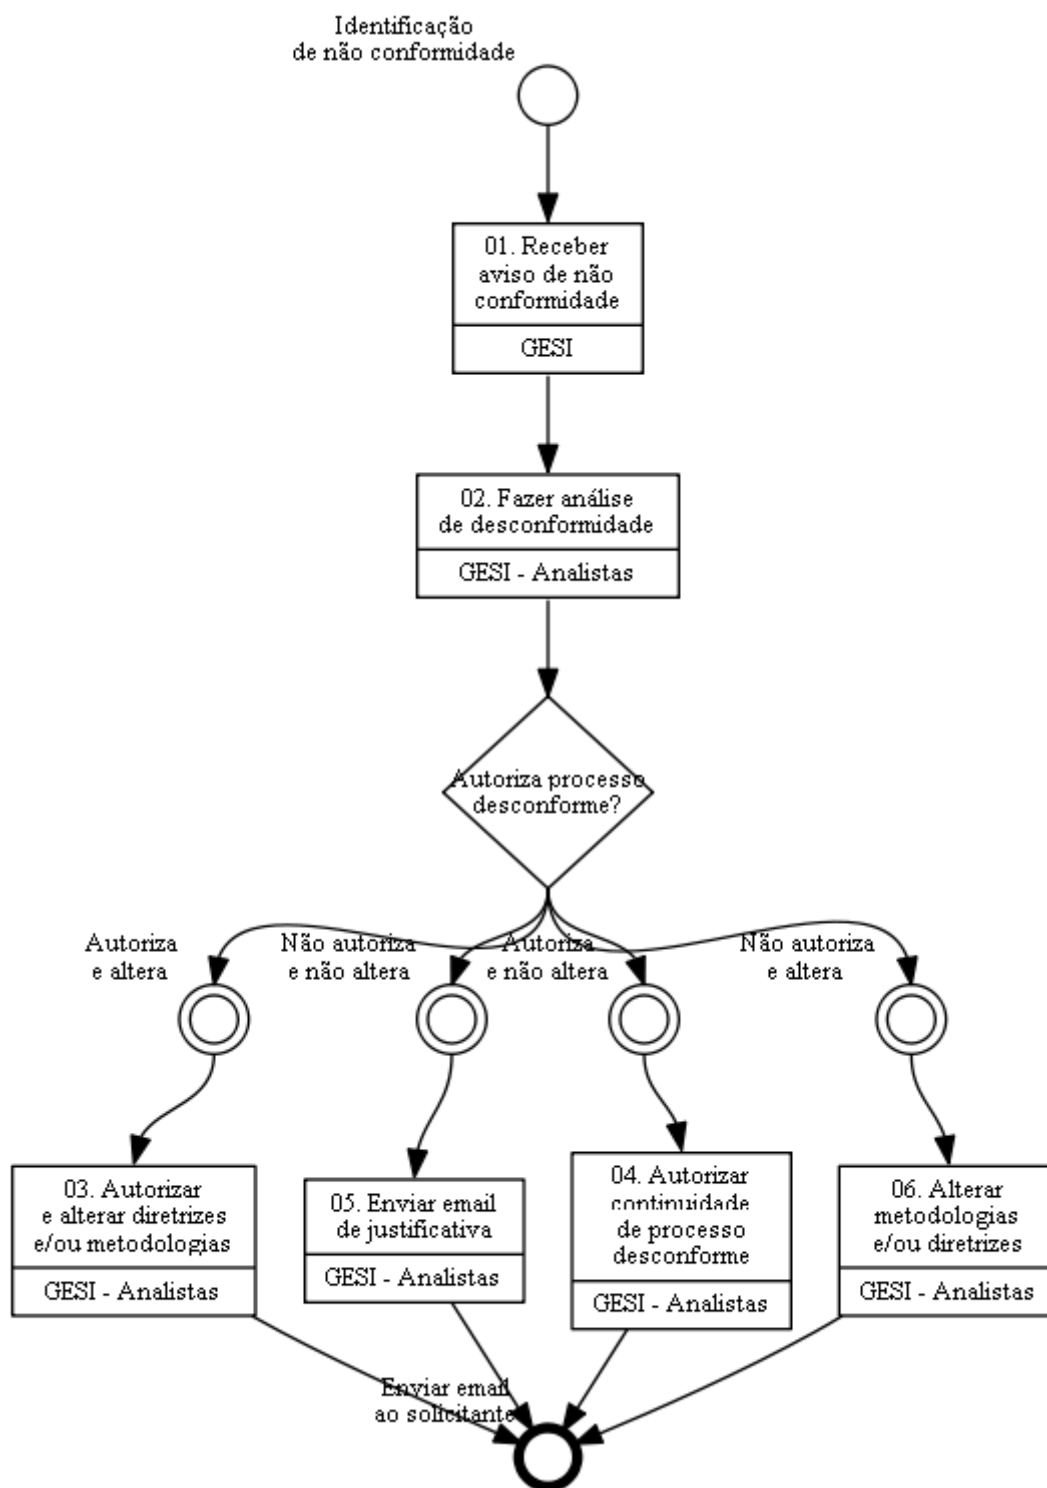 Identificação
de não conformidade
01. Receber
aviso de não
conformidade
GESI
02. Fazer análise
de desconformidade
GESI - Analistas
Autoriza processo
desconforme?
Autoriza
e altera
Não autoriza
e não altera
Autoriza
e não altera
Não autoriza
e altera
03. Autorizar
e alterar diretrizes
e/ou metodologias
GESI - Analistas
05. Enviar email
de justificativa
GESI - Analistas
04. Autorizar
continuidade
de processo
desconforme
GESI - Analistas
06. Alterar
metodologias
e/ou diretrizes
GESI - Analistas
Enviar email
ao solicitante